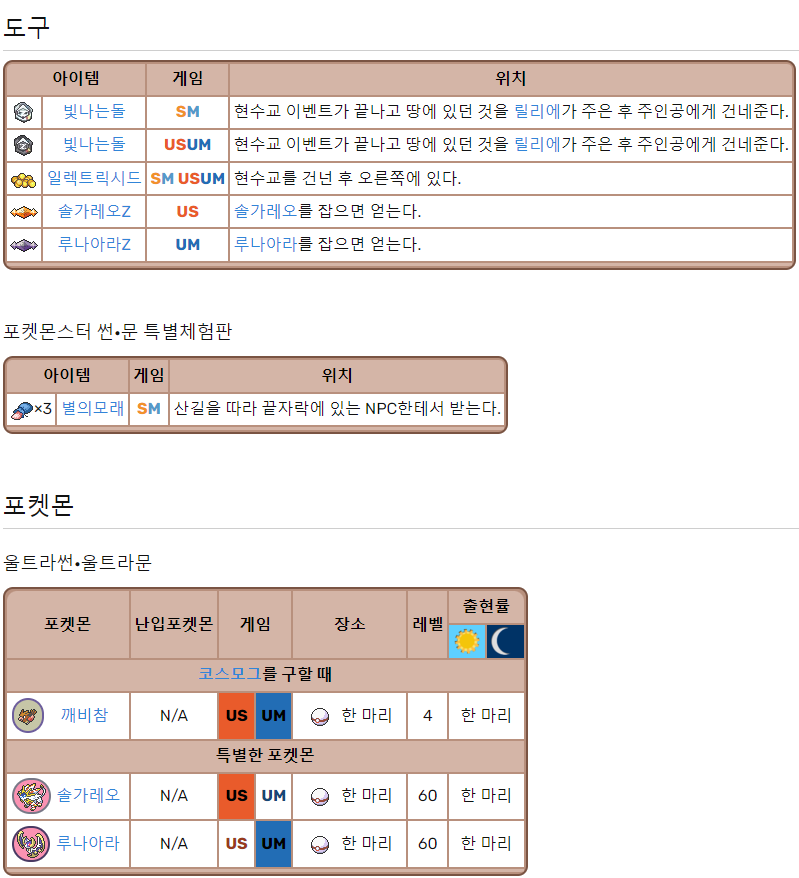 도구
아이템 게임 위치
빛나는돌 SM 현수교 이벤트가 끝나고 땅에 있던 것을 릴리에가 주운 후 주인공에게 건네준다.
빛나는돌 USUM 현수교 이벤트가 끝나고 땅에 있던 것을 릴리에가 주운 후 주인공에게 건네준다.
일렉트릭시드 SM USUM 현수교를 건넌 후 오른쪽에 있다.
솔가레오Z US 솔가레오를 잡으면 얻는다.
루나아라Z UM 루나아라를 잡으면 얻는다.
포켓몬스터 썬•문 특별체험판
아이템 게임 위치
×3 별의모래 SM 산길을 따라 끝자락에 있는 NPC한테서 받는다.
포켓몬
울트라썬•울트라문
포켓몬 난입포켓몬 게임 장소 레벨 출현률
코스모그를 구할 때
깨비참 N/A US UM 한 마리 4 한 마리
특별한 포켓몬
솔가레오 N/A US UM 한 마리 60 한 마리
루나아라 N/A US UM 한 마리 60 한 마리